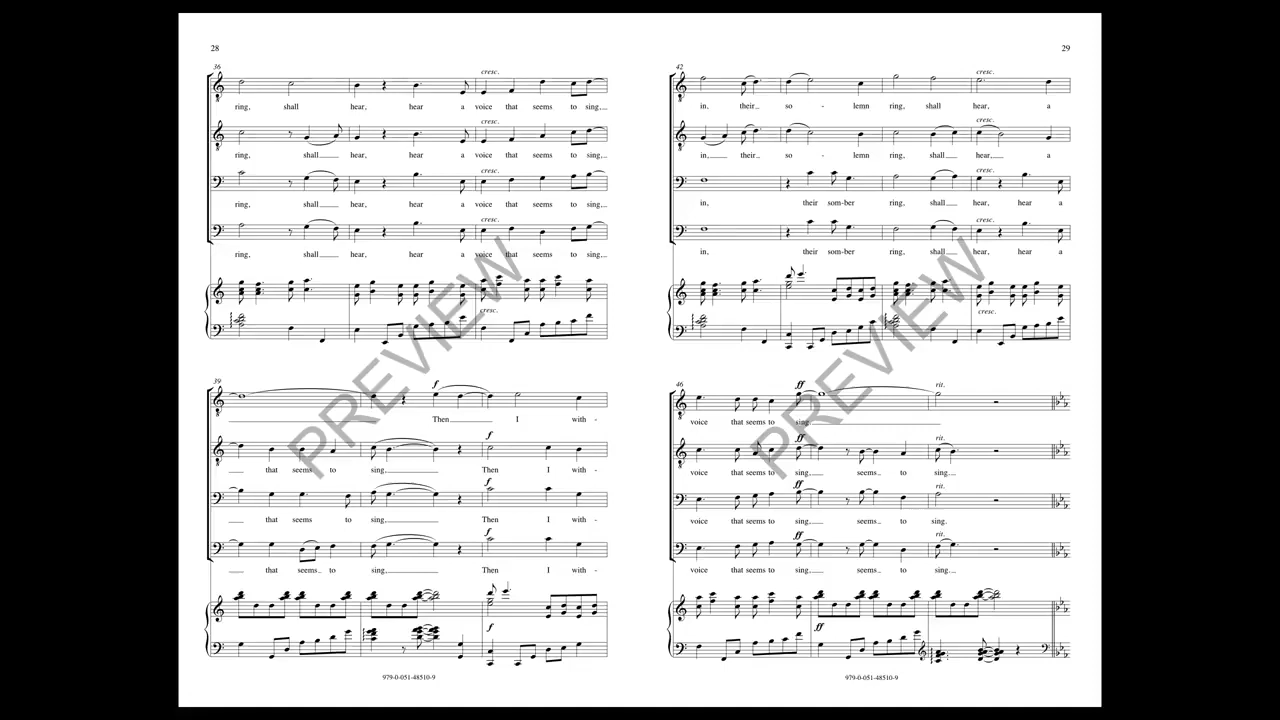 28
36
cresc.
ring, shall hear, hear a voice that seems to sing,
cresc.
ring, shall hear, hear a voice that seems to sing,
cresc.
ring, shall hear, hear a voice that seems to sing,
cresc.
ring, shall hear, hear a voice that seems to sing,
cresc.
39
f
Then I with-
f
that seems to sing, Then I with-
f
that seems to sing, Then I with-
f
that seems to sing, Then I with-
f
979-0-051-48510-9
PREVIEW
29
42
cresc.
in, their so - lemn ring, shall hear, a
cresc.
in, their so - lemn ring, shall hear, a
cresc.
in, their som-ber ring, shall hear, hear a
cresc.
in, their som-ber ring, shall hear, hear a
cresc.
46
ff rit.
voice that seems to sing,
ff rit.
voice that seems to sing, seems to sing.
ff rit.
voice that seems to sing, seems to sing.
ff rit.
voice that seems to sing, seems to sing.
ff
979-0-051-48510-9
PREVIEW